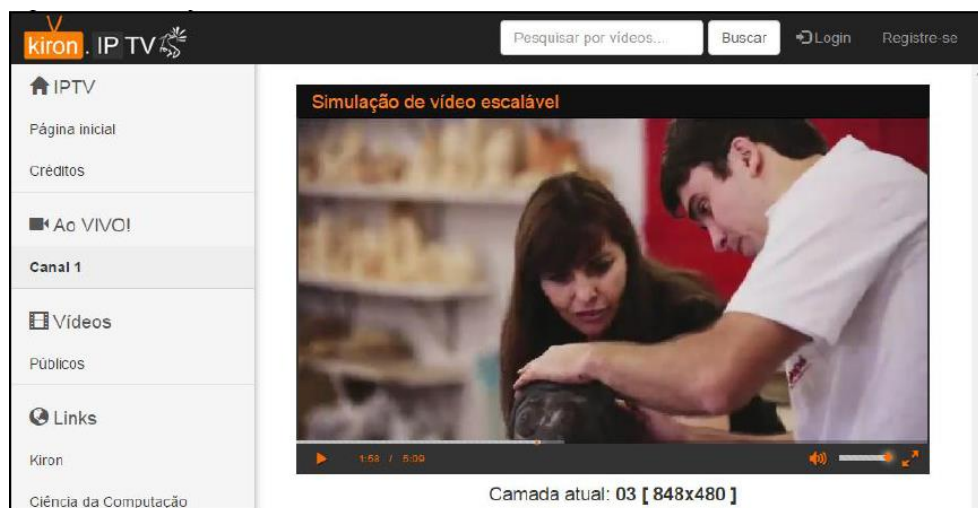 kiron . IP TV
Pesquisar por vídeos....
Buscar
Login
Registre-se
IPTV
Página inicial
Créditos
Ao VIVO!
Canal 1
Vídeos
Públicos
Links
Kiron
Ciência da Computação
Simulação de vídeo escalável
1:58 / 5:09
Camada atual: 03 [ 848x480 ]